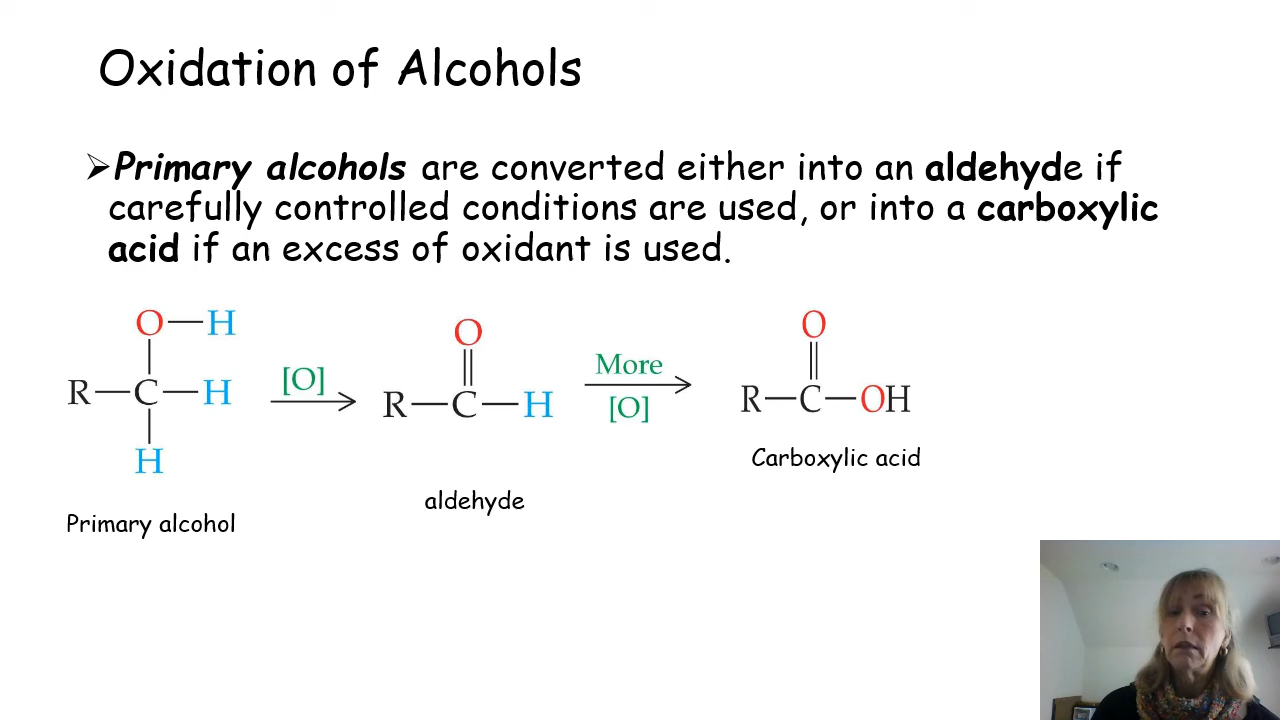 Oxidation of Alcohols
➢Primary alcohols are converted either into an aldehyde if
carefully controlled conditions are used, or into a carboxylic
acid if an excess of oxidant is used.
O—H
R—C—H
H
[O]
O
R—C—H
More
[O]
O
R—C—OH
Primary alcohol
aldehyde
Carboxylic acid